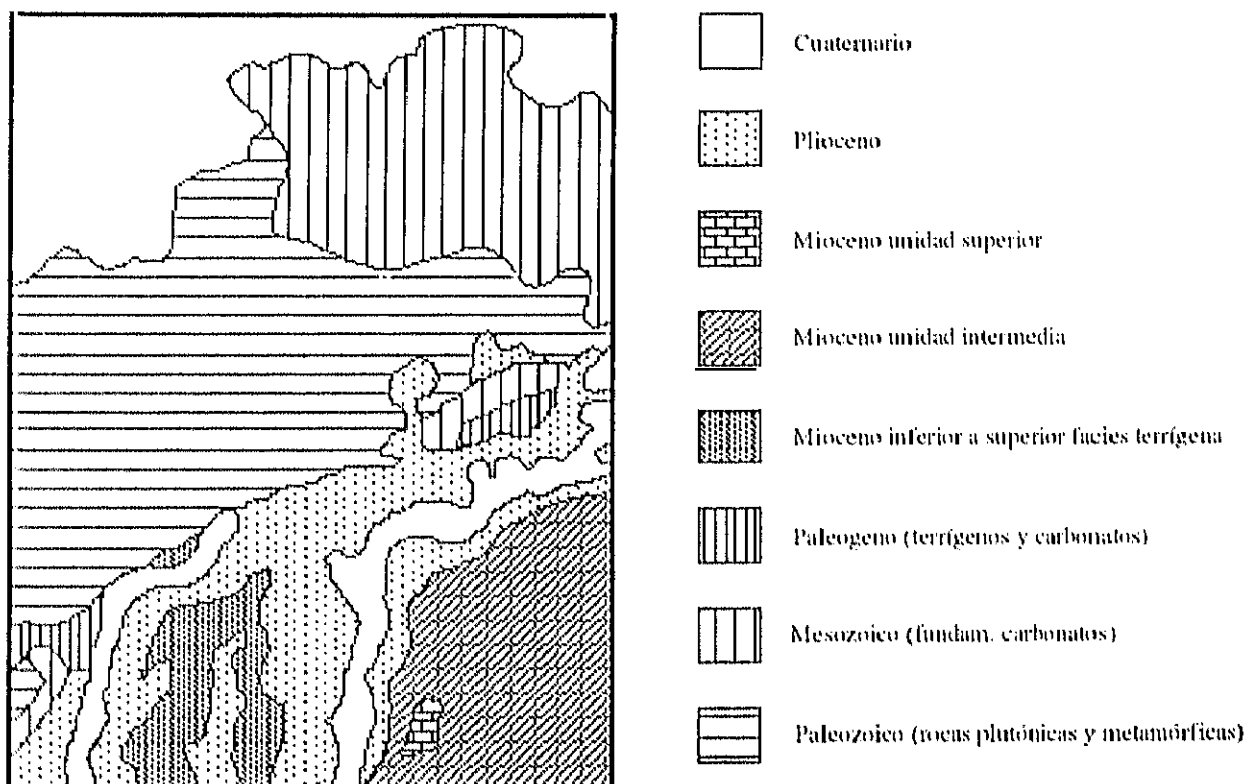 Cuaternario
Plioceno
Mioceno unidad superior
Mioceno unidad intermedia
Mioceno inferior a superior facies terrígena
Paleogeno (terrígenos y carbonatos)
Mesozoico (fundam. carbonatos)
Paleozoico (rocas plutónicas y metamórficas)